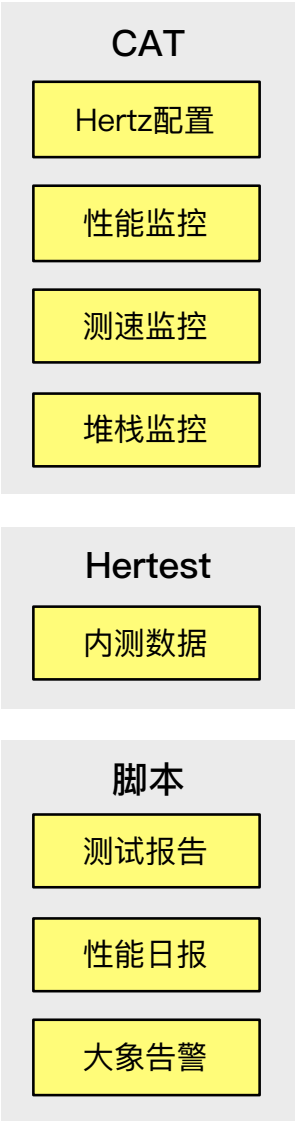 CAT
Hertz配置
性能监控
测速监控
堆栈监控
Hertest
内测数据
脚本
测试报告
性能日报
大象告警